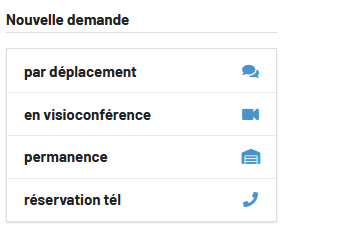 Nouvelle demande
par déplacement
en visioconférence
permanence
réservation tél